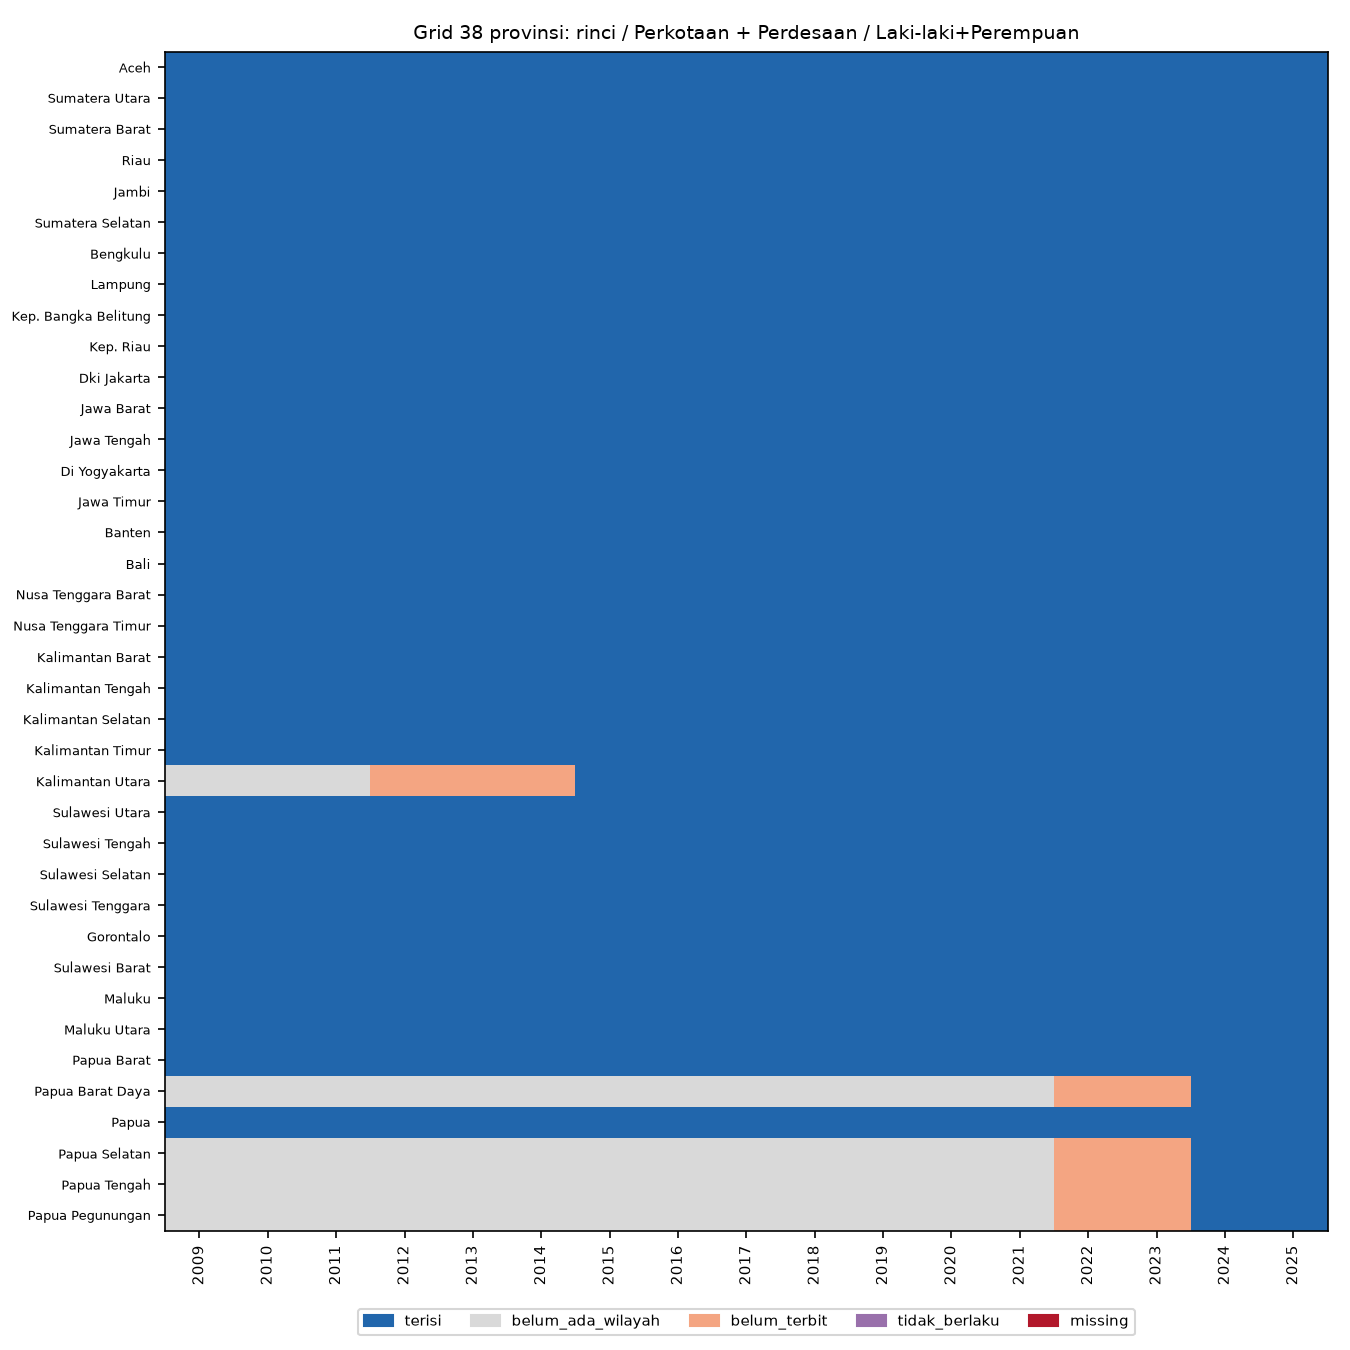 Grid 38 provinsi: rinci / Perkotaan + Perdesaan / Laki-laki+Perempuan
Aceh
Sumatera Utara
Sumatera Barat
Riau
Jambi
Sumatera Selatan
Bengkulu
Lampung
Kep. Bangka Belitung
Kep. Riau
Dki Jakarta
Jawa Barat
Jawa Tengah
Di Yogyakarta
Jawa Timur
Banten
Bali
Nusa Tenggara Barat
Nusa Tenggara Timur
Kalimantan Barat
Kalimantan Tengah
Kalimantan Selatan
Kalimantan Timur
Kalimantan Utara
Sulawesi Utara
Sulawesi Tengah
Sulawesi Selatan
Sulawesi Tenggara
Gorontalo
Sulawesi Barat
Maluku
Maluku Utara
Papua Barat
Papua Barat Daya
Papua
Papua Selatan
Papua Tengah
Papua Pegunungan
2009 2010 2011 2012 2013 2014 2015 2016 2017 2018 2019 2020 2021 2022 2023 2024 2025
terisi belum_ada_wilayah belum_terbit tidak_berlaku missing